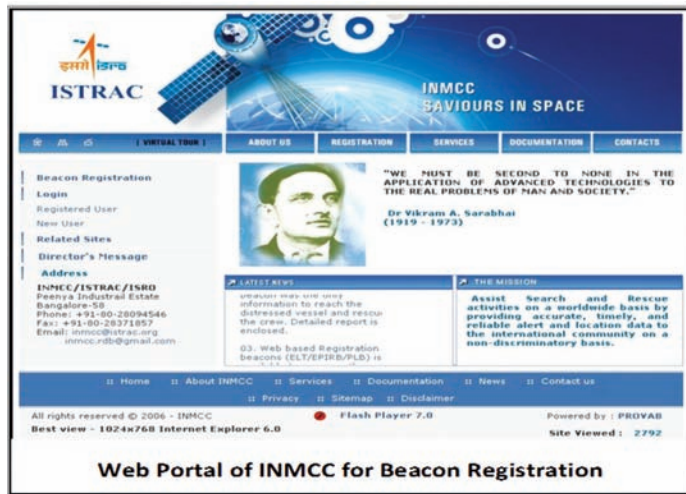 इसरो isro
ISTRAC
INMCC
SAVIOURS IN SPACE
| VIRTUAL TOUR |
ABOUT US
REGISTRATION
SERVICES
DOCUMENTATION
CONTACTS
Beacon Registration
Login
Registered User
New User
Related Sites
Director's Message
Address
INMCC/ISTRAC/ISRO
Peenya Industrail Estate
Bangalore-58
Phone: +91-80-28094546
Fax: +91-80-28371857
Email: inmcc@istrac.org
inmcc.rdb@gmail.com
"WE MUST BE SECOND TO NONE IN THE
APPLICATION OF ADVANCED TECHNOLOGIES TO
THE REAL PROBLEMS OF MAN AND SOCIETY."
Dr Vikram A. Sarabhai
(1919 - 1973)
LATEST NEWS
beacon was the only
information to reach the
distressed vessel and rescue
the crew. Detailed report is
enclosed.
03. Web based Registration
beacons (ELT/EPIRB/PLB) is
THE MISSION
Assist Search and Rescue
activities on a worldwide basis by
providing accurate, timely, and
reliable alert and location data to
the international community on a
non-discriminatory basis.
:: Home :: About INMCC :: Services :: Documentation :: News :: Contact us
:: Privacy :: Sitemap :: Disclaimer
All rights reserved © 2006 - INMCC
Flash Player 7.0
Powered by : PROVAB
Best view - 1024x768 Internet Explorer 6.0
Site Viewed : 2792
Web Portal of INMCC for Beacon Registration